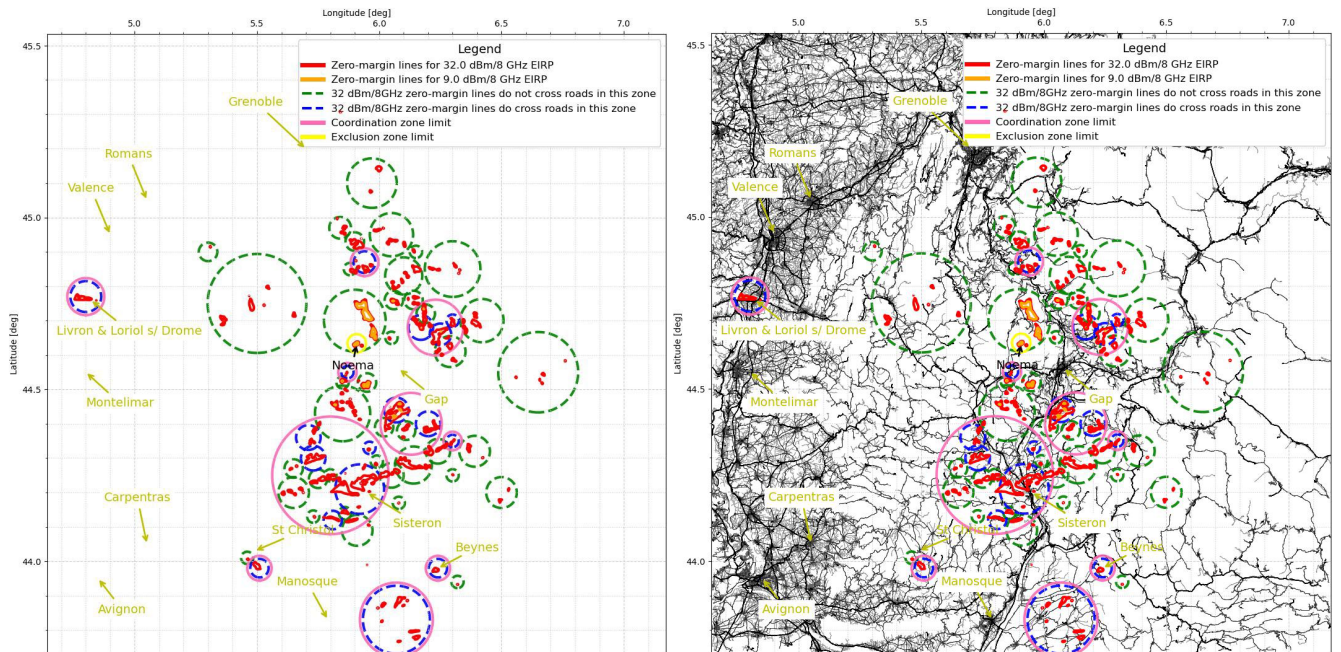 Longitude [deg]
5.0 5.5 6.0 6.5 7.0
Latitude [deg]
45.5
45.0
44.5
44.0
Legend
Zero-margin lines for 32.0 dBm/8 GHz EIRP
Zero-margin lines for 9.0 dBm/8 GHz EIRP
32 dBm/8GHz zero-margin lines do not cross roads in this zone
32 dBm/8GHz zero-margin lines do cross roads in this zone
Coordination zone limit
Exclusion zone limit
Grenoble
Romans
Valence
Livron & Loriol s/ Drome
Noema
Montelimar
Gap
Carpentras
Sisteron
St Christol
Beynes
Manosque
Avignon
Longitude [deg]
5.0 5.5 6.0 6.5 7.0
Latitude [deg]
45.5
45.0
44.5
44.0
Legend
Zero-margin lines for 32.0 dBm/8 GHz EIRP
Zero-margin lines for 9.0 dBm/8 GHz EIRP
32 dBm/8GHz zero-margin lines do not cross roads in this zone
32 dBm/8GHz zero-margin lines do cross roads in this zone
Coordination zone limit
Exclusion zone limit
Grenoble
Romans
Valence
Livron & Loriol s/ Drome
Noema
Montelimar
Gap
Carpentras
Sisteron
St Christol
Beynes
Manosque
Avignon